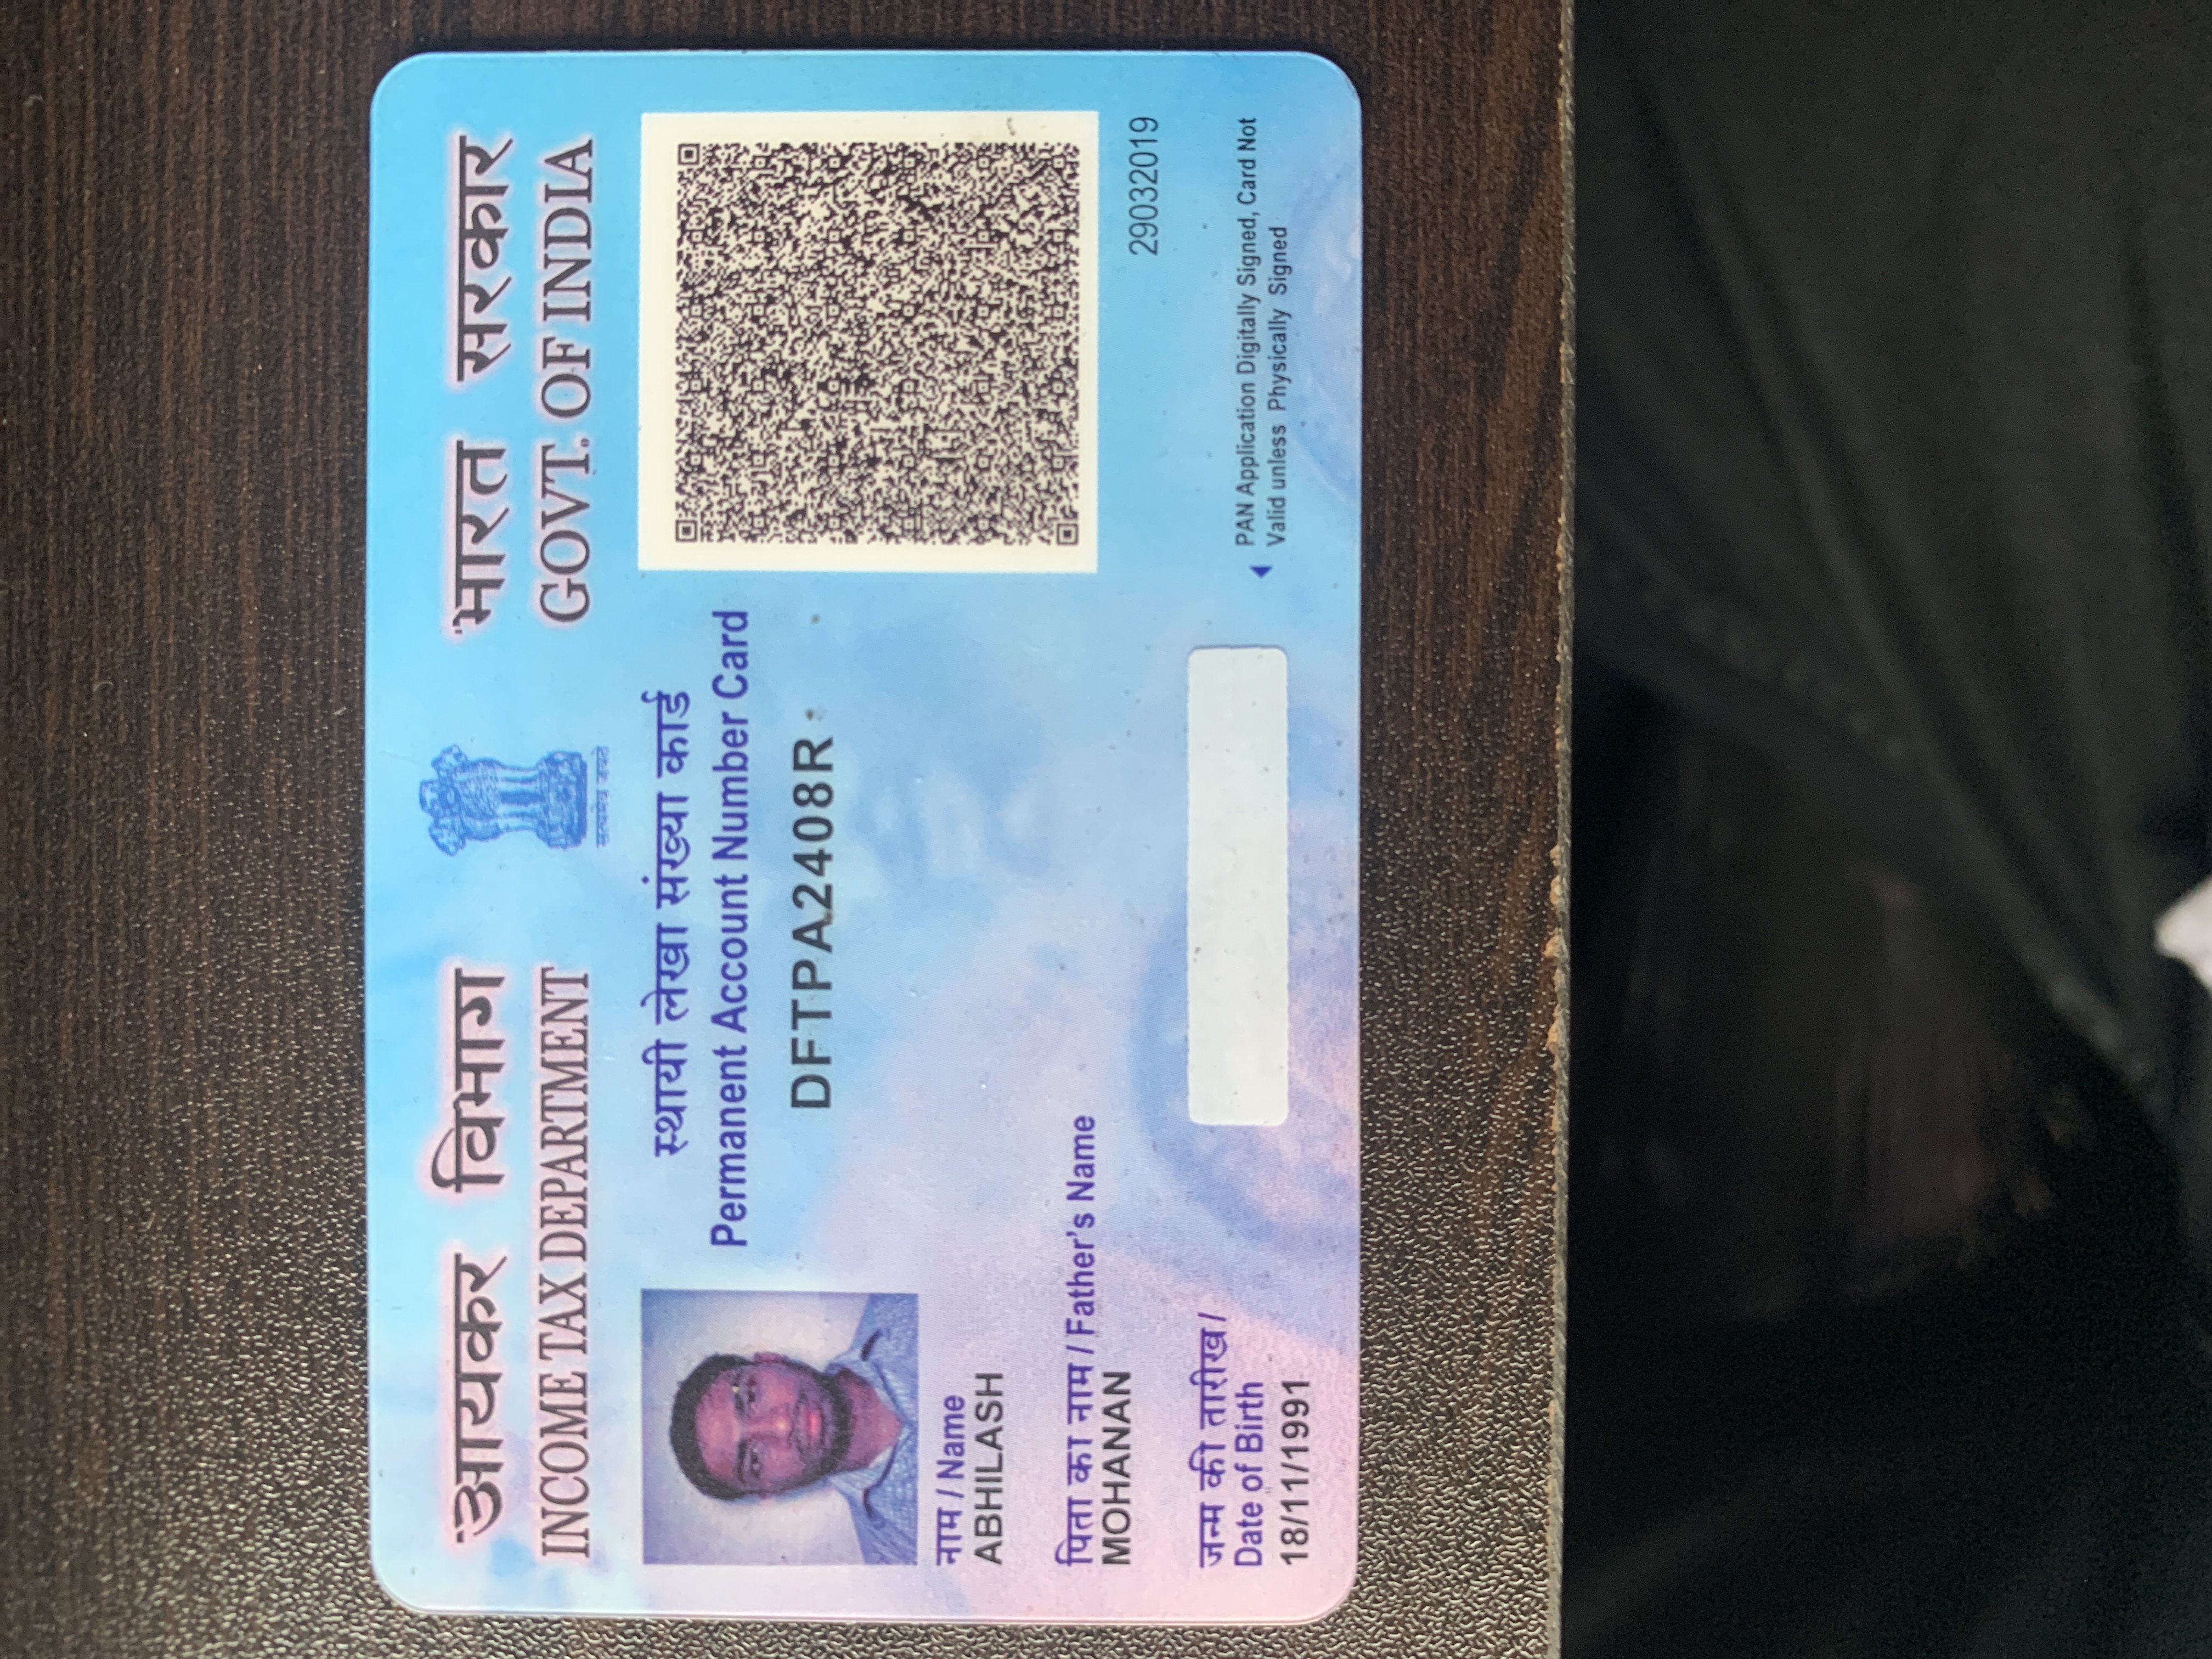 आयकर विभाग
INCOME TAX DEPARTMENT
सत्यमेव जयते
भारत सरकार
GOVT. OF INDIA
स्थायी लेखा संख्या कार्ड
Permanent Account Number Card
DFTPA2408R
नाम / Name
ABHILASH
पिता का नाम / Father's Name
MOHANAN
जन्म की तारीख /
Date of Birth
18/11/1991
29032019
PAN Application Digitally Signed, Card Not
Valid unless Physically Signed